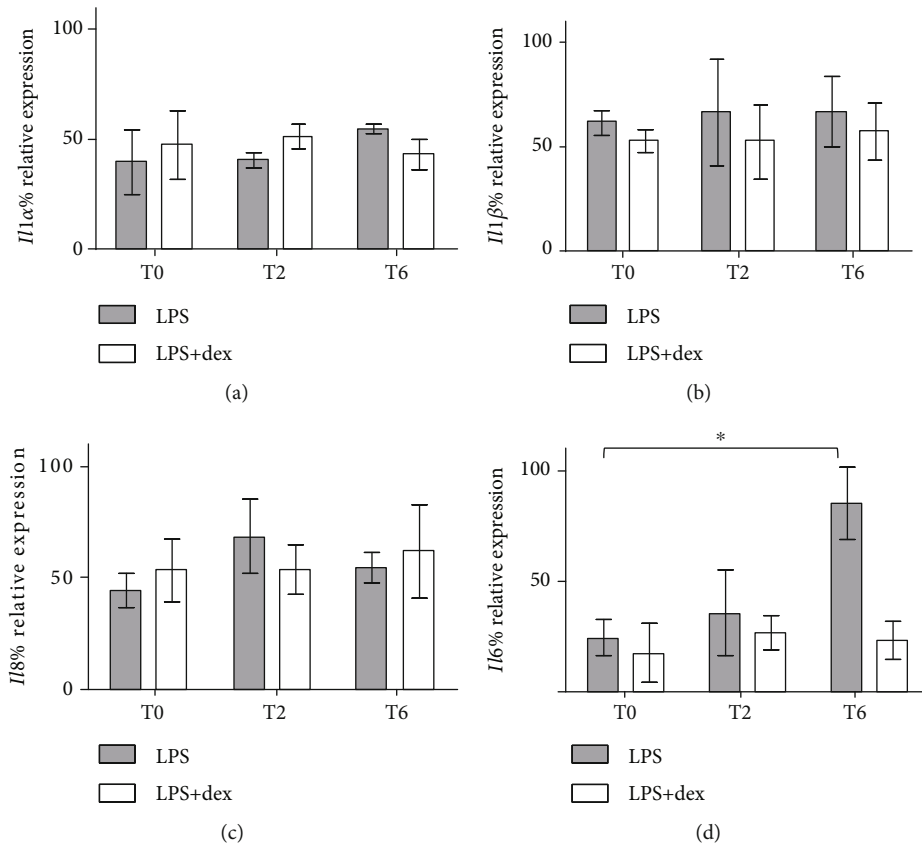 100
50
0
Il1α% relative expression
T0 T2 T6
LPS
LPS+dex
(a)
100
50
0
Il1β% relative expression
T0 T2 T6
LPS
LPS+dex
(b)
100
50
0
Il8% relative expression
T0 T2 T6
LPS
LPS+dex
(c)
*
100
50
0
Il6% relative expression
T0 T2 T6
LPS
LPS+dex
(d)